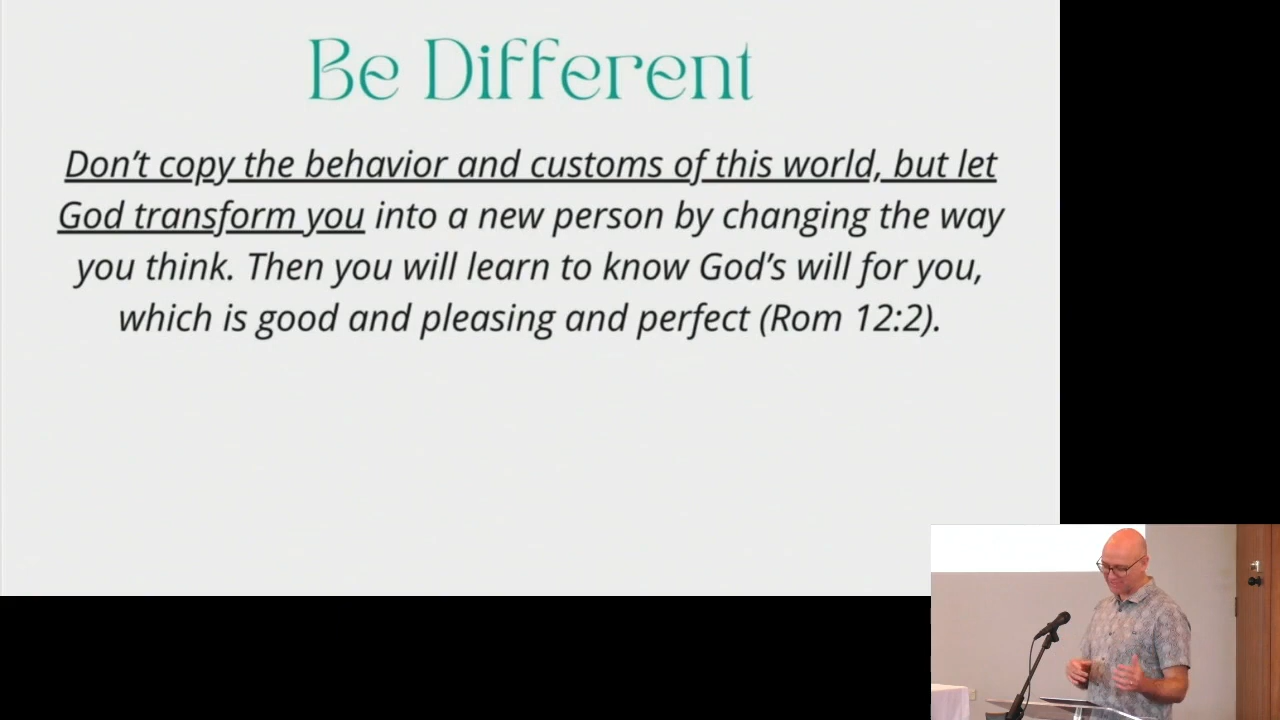 Be Different
Don’t copy the behavior and customs of this world, but let
God transform you into a new person by changing the way
you think. Then you will learn to know God’s will for you,
which is good and pleasing and perfect (Rom 12:2).